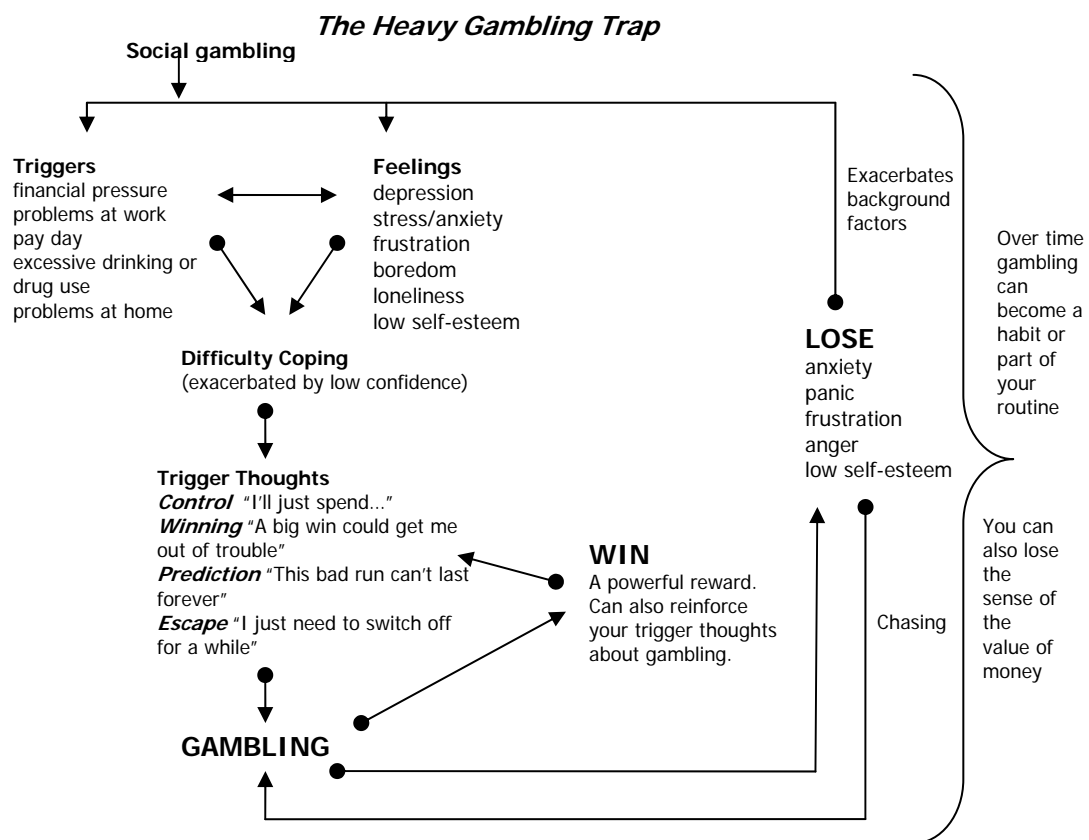 The Heavy Gambling Trap
Social gambling
Triggers
financial pressure
problems at work
pay day
excessive drinking or
drug use
problems at home
Feelings
depression
stress/anxiety
frustration
boredom
loneliness
low self-esteem
Exacerbates
background
factors
Difficulty Coping
(exacerbated by low confidence)
LOSE
anxiety
panic
frustration
anger
low self-esteem
Over time
gambling
can
become a
habit or
part of
your
routine
Trigger Thoughts
Control "I'll just spend…"
Winning "A big win could get me
out of trouble"
Prediction "This bad run can't last
forever"
Escape "I just need to switch off
for a while"
WIN
A powerful reward.
Can also reinforce
your trigger thoughts
about gambling.
Chasing
You can
also lose
the
sense of
the
value of
money
GAMBLING